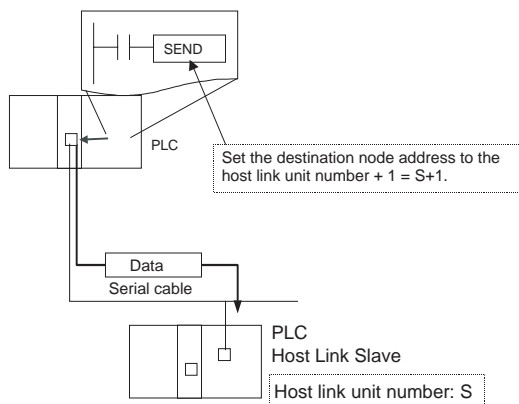 SEND
PLC
Set the destination node address to the
host link unit number + 1 = S+1.
Data
Serial cable
PLC
Host Link Slave
Host link unit number: S